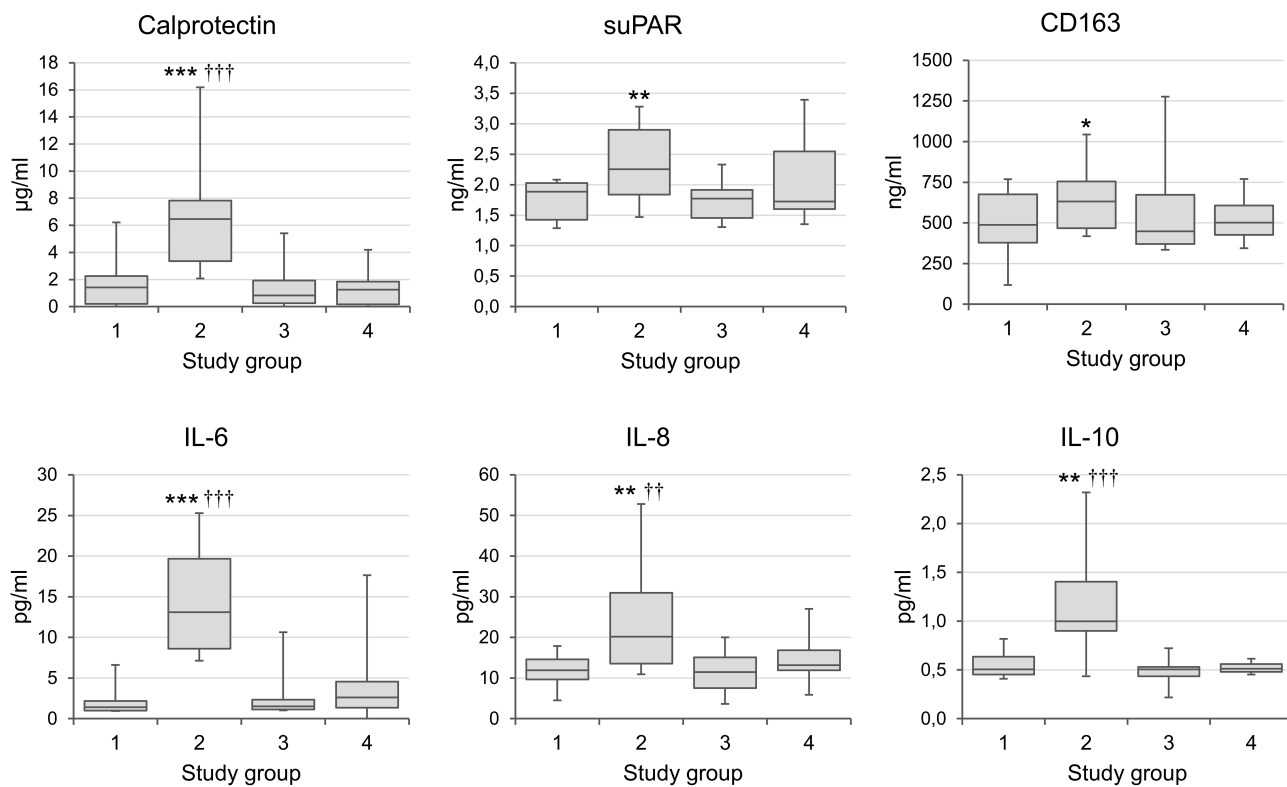 Calprotectin
suPAR
CD163
18
16
14
12
10
8
6
4
2
0
µg/ml
*** †††
1 2 3 4
Study group
4,0
3,5
3,0
2,5
2,0
1,5
1,0
0,5
0,0
ng/ml
**
1 2 3 4
Study group
1500
1250
1000
750
500
250
0
ng/ml
*
1 2 3 4
Study group
IL-6
IL-8
IL-10
30
25
20
15
10
5
0
pg/ml
*** †††
1 2 3 4
Study group
60
50
40
30
20
10
0
pg/ml
** ††
1 2 3 4
Study group
2,5
2,0
1,5
1,0
0,5
0,0
pg/ml
** †††
1 2 3 4
Study group